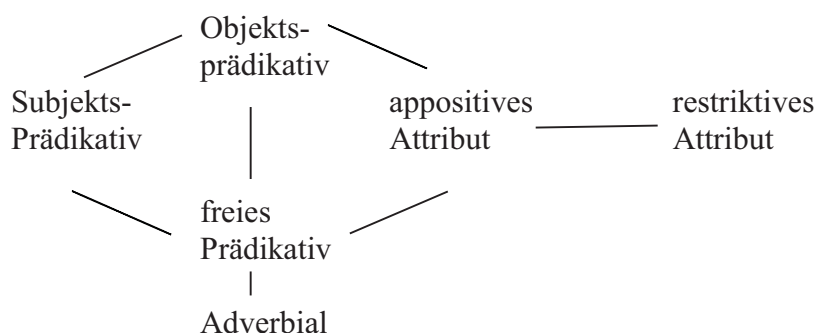 Objekts-
prädikativ
Subjekts-
Prädikativ
appositives
Attribut
restriktives
Attribut
freies
Prädikativ
Adverbial